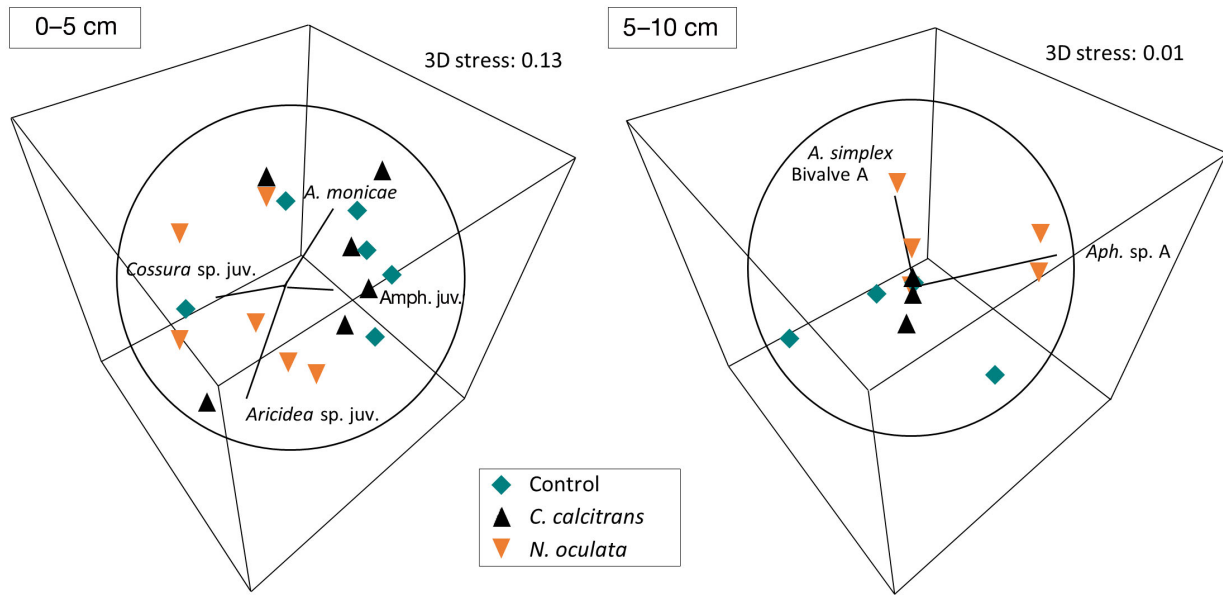 0–5 cm
3D stress: 0.13
A. monicae
Cossura sp. juv.
Amph. juv.
Aricidea sp. juv.
5–10 cm
3D stress: 0.01
A. simplex
Bivalve A
Aph. sp. A
Control
C. calcitrans
N. oculata